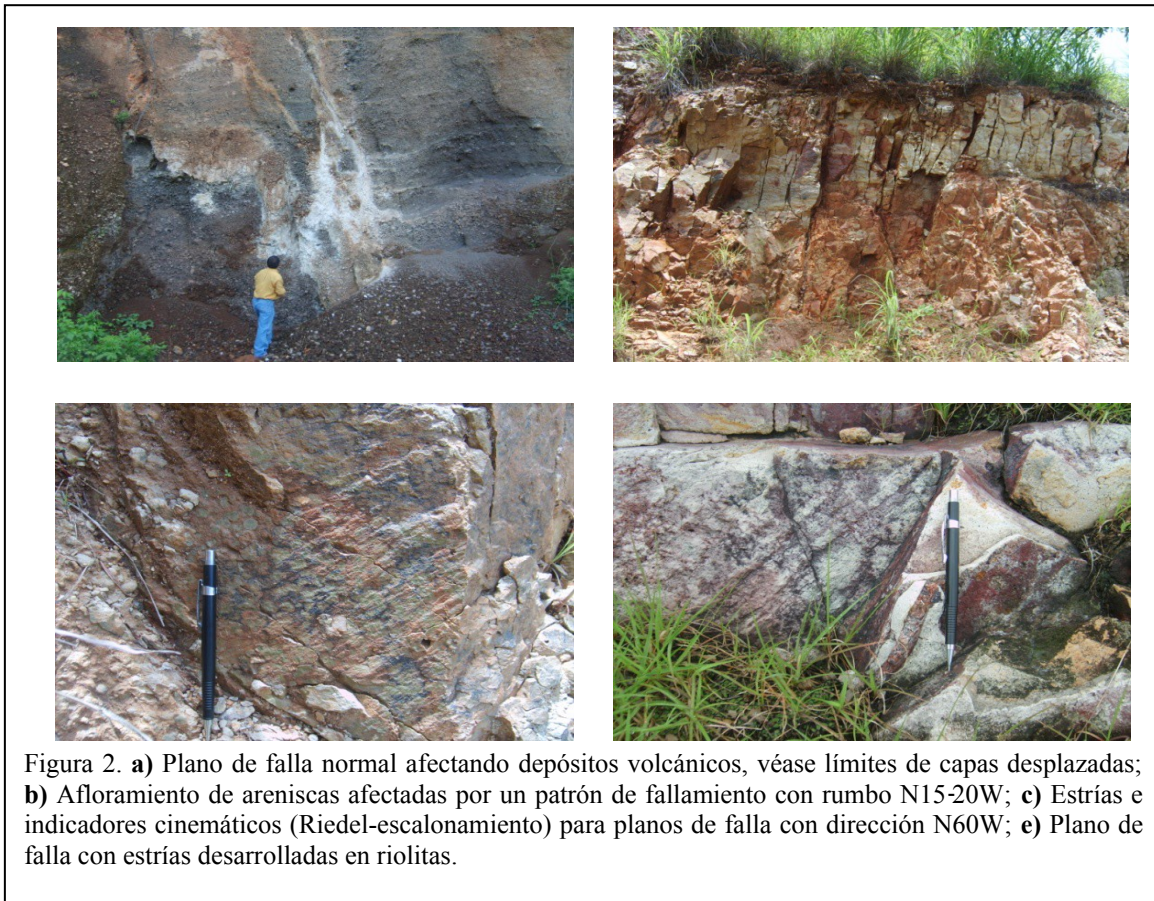 Figura 2. a) Plano de falla normal afectando depósitos volcánicos, véase límites de capas desplazadas;
b) Afloramiento de areniscas afectadas por un patrón de fallamiento con rumbo N15-20W; c) Estrías e
indicadores cinemáticos (Riedel-escalonamiento) para planos de falla con dirección N60W; e) Plano de
falla con estrías desarrolladas en riolitas.